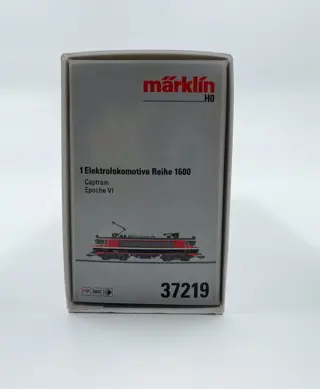 märklin
H0
1 Elektrolokomotive Reihe 1600
Captrain
Epoche VI
37219